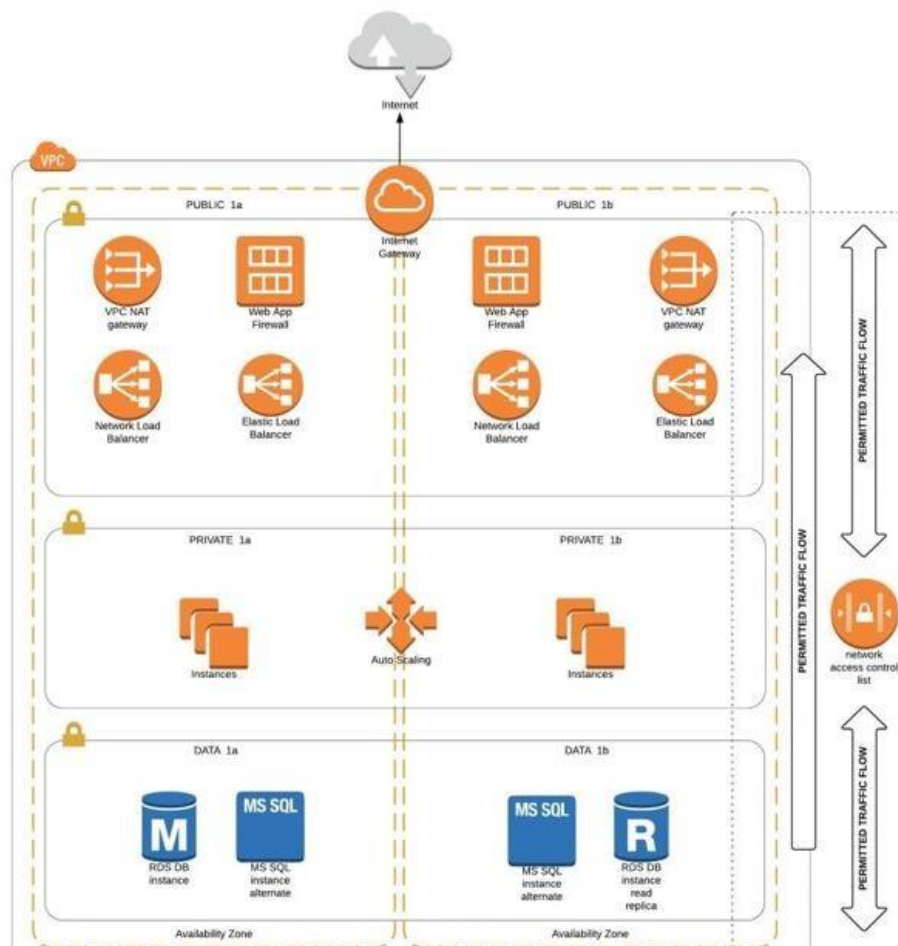 Internet
VPC
PUBLIC 1a
PUBLIC 1b
Internet
Gateway
VPC NAT
gateway
Web App
Firewall
Web App
Firewall
VPC NAT
gateway
Network Load
Balancer
Elastic Load
Balancer
Network Load
Balancer
Elastic Load
Balancer
PERMITTED TRAFFIC FLOW
PERMITTED TRAFFIC FLOW
PRIVATE 1a
PRIVATE 1b
Instances
Auto Scaling
Instances
network
access control
list
DATA 1a
DATA 1b
M
RDS DB
instance
MS SQL
MS SQL
instance
alternate
MS SQL
MS SQL
instance
alternate
R
RDS DB
instance
read
replica
PERMITTED TRAFFIC FLOW
Availability Zone
Availability Zone